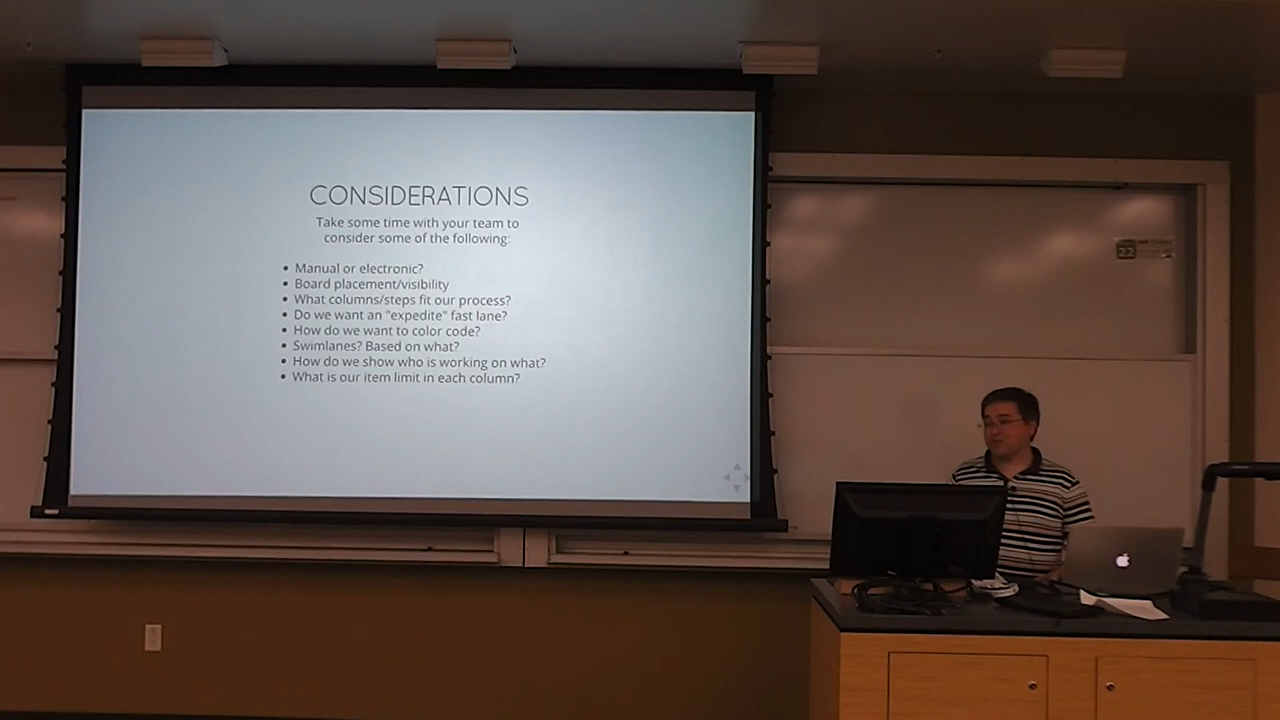 CONSIDERATIONS
Take some time with your team to
consider some of the following:
• Manual or electronic?
• Board placement/visibility
• What columns/steps fit our process?
• Do we want an "expedite" fast lane?
• How do we want to color code?
• Swimlanes? Based on what?
• How do we show who is working on what?
• What is our item limit in each column?
22